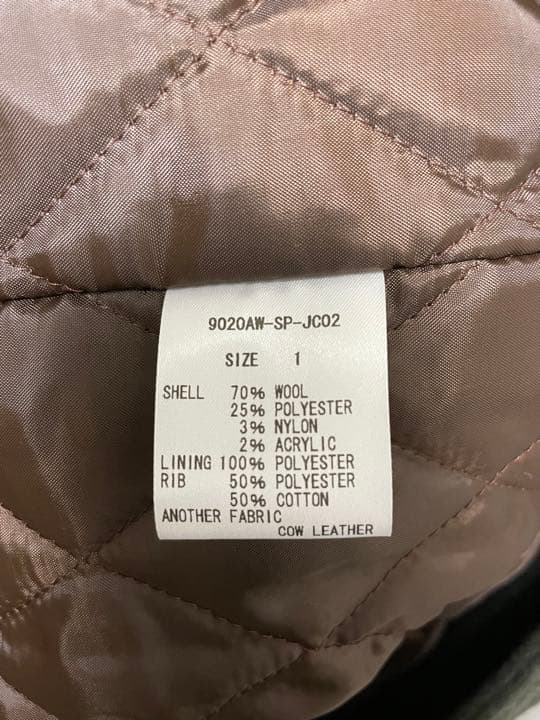 9020AW-SP-JC02
SIZE 1
SHELL 70% WOOL
25% POLYESTER
3% NYLON
2% ACRYLIC
LINING 100% POLYESTER
RIB 50% POLYESTER
50% COTTON
ANOTHER FABRIC
COW LEATHER